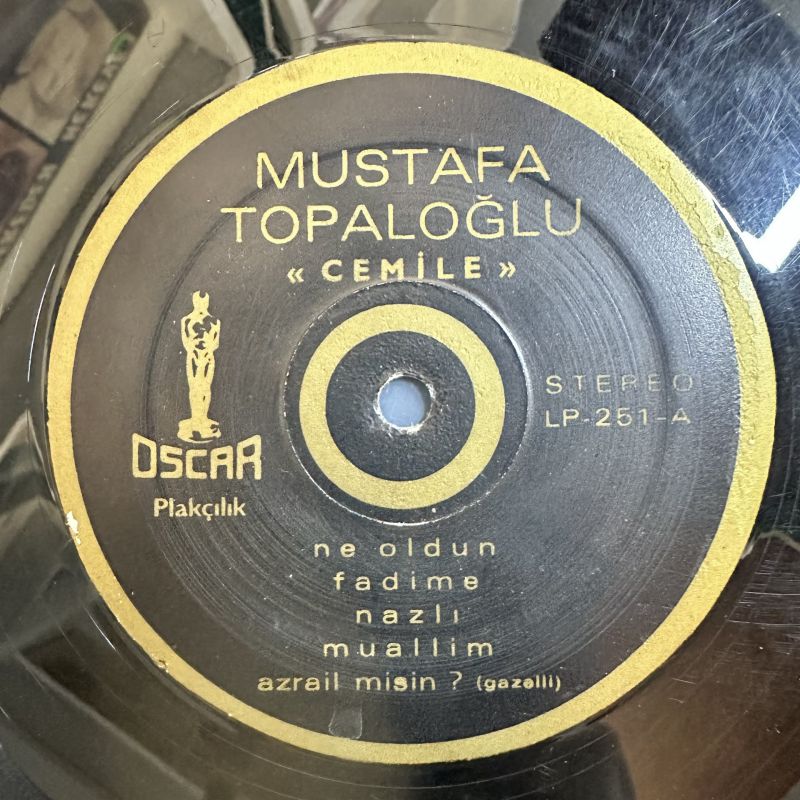 MUSTAFA
TOPALOĞLU
« CEMİLE »
STEREO
LP-251-A
OSCAR
Plakçılık
ne oldun
fadime
nazlı
muallim
azrail misin ? (gazelli)